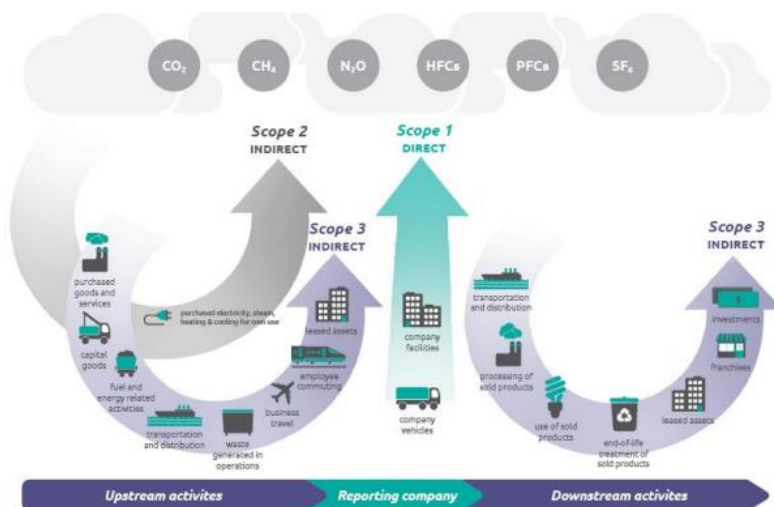 CO₂
CH₄
N₂O
HFCs
PFCs
SF₆
Scope 2
INDIRECT
Scope 1
DIRECT
Scope 3
INDIRECT
Scope 3
INDIRECT
purchased
goods and
services
capital
goods
fuel and
energy related
activities
transportation
and distribution
waste
generated in
operations
business
travel
employee
commuting
leased assets
purchased electricity, steam,
heating & cooling for own use
company
facilities
company
vehicles
transportation
and distribution
processing of
sold products
use of sold
products
end-of-life
treatment of
sold products
leased assets
franchises
investments
Upstream activites
Reporting company
Downstream activites